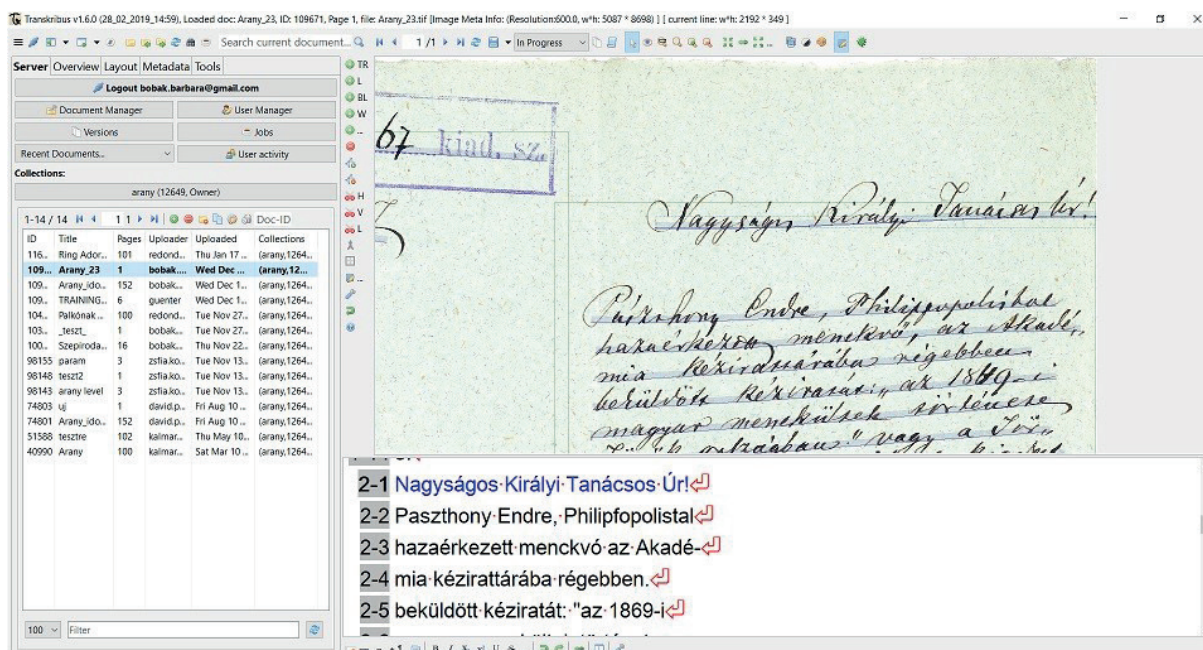 Transkribus v1.6.0 (28_02_2019_14:59), Loaded doc: Arany_23, ID: 109671, Page 1, file: Arany_23.tif [Image Meta Info: (Resolution:600.0, w*h: 5087 * 8698) ] [ current line: w*h: 2192 * 349 ]
Search current document... 1 /1 In Progress
Server Overview Layout Metadata Tools
Logout bobak.barbara@gmail.com
Document Manager User Manager
Versions Jobs
Recent Documents... User activity
Collections:
arany (12649, Owner)
1-14 / 14 1 1 Doc-ID
ID Title Pages Uploader Uploaded Collections
116... Ring Ador... 101 redond... Thu Jan 17 ... (arany,1264...
109... Arany_23 1 bobak.... Wed Dec ... (arany,12...
109... Arany_ido... 152 bobak... Wed Dec 1... (arany,1264...
109... TRAINING... 6 guenter Wed Dec 1... (arany,1264...
104... Palkónak ... 100 redond... Tue Nov 27... (arany,1264...
103... _teszt_ 1 bobak... Tue Nov 27... (arany,1264...
100... Szepiroda... 16 bobak... Thu Nov 22... (arany,1264...
98155 param 3 zsfia.ko... Tue Nov 13... (arany,1264...
98148 teszt2 1 zsfia.ko... Tue Nov 13... (arany,1264...
98143 arany level 3 zsfia.ko... Tue Nov 13... (arany,1264...
74803 uj 1 david.p... Fri Aug 10 ... (arany,1264...
74801 Arany_ido... 152 david.p... Fri Aug 10 ... (arany,1264...
51588 tesztre 102 kalmar... Thu May 10... (arany,1264...
40990 Arany 100 kalmar... Sat Mar 10 ... (arany,1264...
100 Filter
TR
L
BL
W
...
H
V
L
...
67 kiad. sz.
Nagyságos Királyi Tanácsos Úr!
Pászthory Endre, Philippopolisból
hazaérkezett menekvő, az Akadé,,
mia kézirattárába régebben
beküldött kéziratát: „az 1849-i
magyar menekültek története
vagy a Tör,,
2-1 Nagyságos·Királyi·Tanácsos·Úr!
2-2 Paszthony·Endre,·Philipfopolistal
2-3 hazaérkezett·menckvó·az·Akadé-
2-4 mia·kézirattárába·régebben.
2-5 beküldött·kéziratát:·"az·1869-i